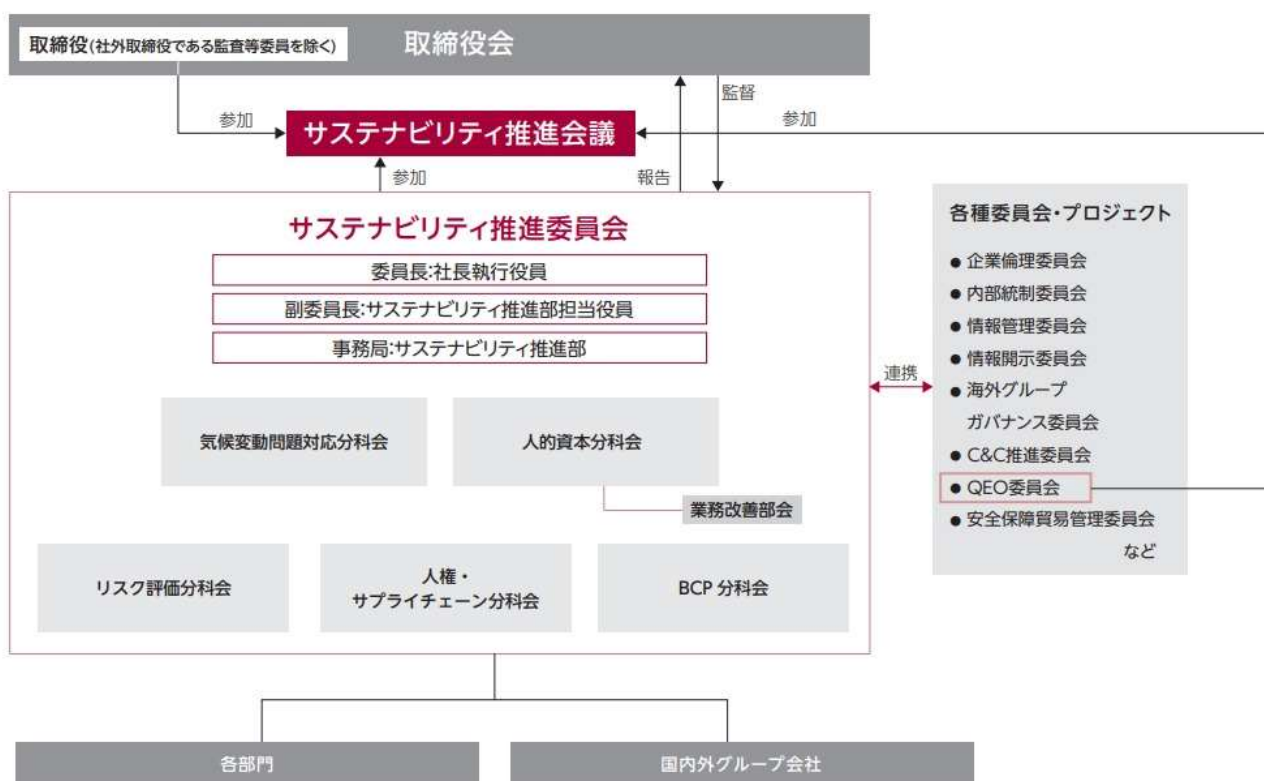 取締役(社外取締役である監査等委員を除く)
取締役会
監督
参加
サステナビリティ推進会議
参加
参加
報告
サステナビリティ推進委員会
委員長:社長執行役員
副委員長:サステナビリティ推進部担当役員
事務局:サステナビリティ推進部
気候変動問題対応分科会
人的資本分科会
業務改善部会
リスク評価分科会
人権・
サプライチェーン分科会
BCP 分科会
連携
各種委員会・プロジェクト
● 企業倫理委員会
● 内部統制委員会
● 情報管理委員会
● 情報開示委員会
● 海外グループ
ガバナンス委員会
● C&C推進委員会
● QEO委員会
● 安全保障貿易管理委員会
など
各部門
国内外グループ会社